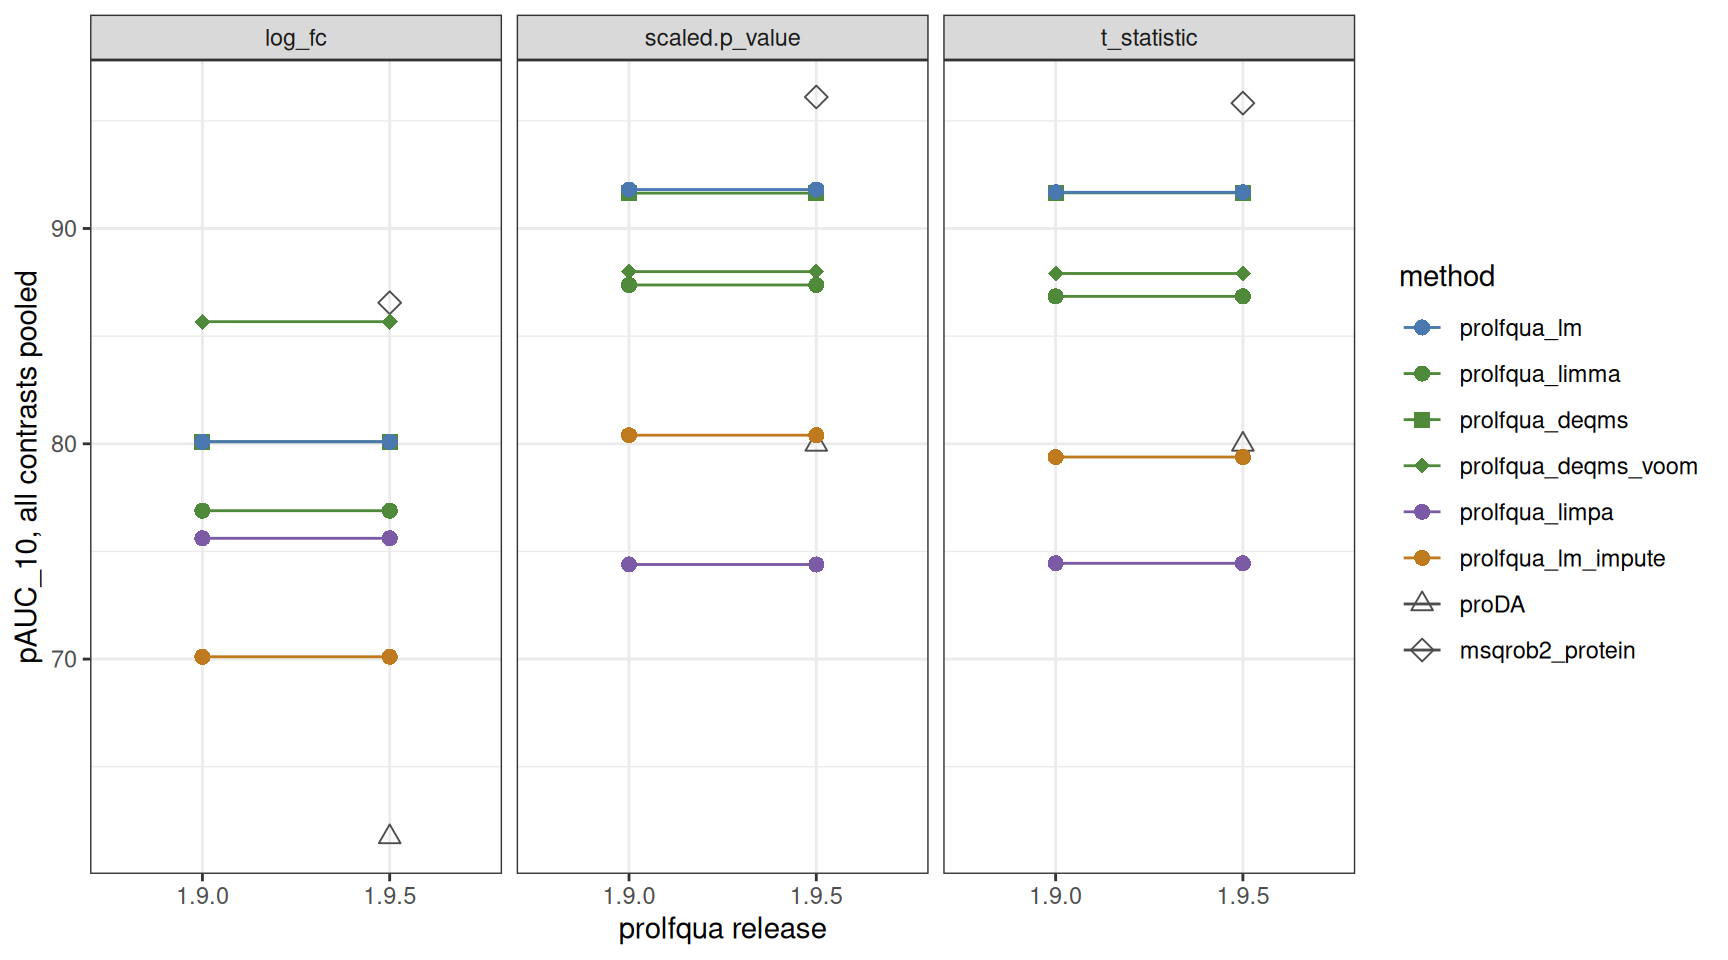 log_fc
scaled.p_value
t_statistic
pAUC_10, all contrasts pooled
90
80
70
1.9.0
1.9.5
1.9.0
1.9.5
1.9.0
1.9.5
prolfqua release
method
prolfqua_lm
prolfqua_limma
prolfqua_deqms
prolfqua_deqms_voom
prolfqua_limpa
prolfqua_lm_impute
proDA
msqrob2_protein